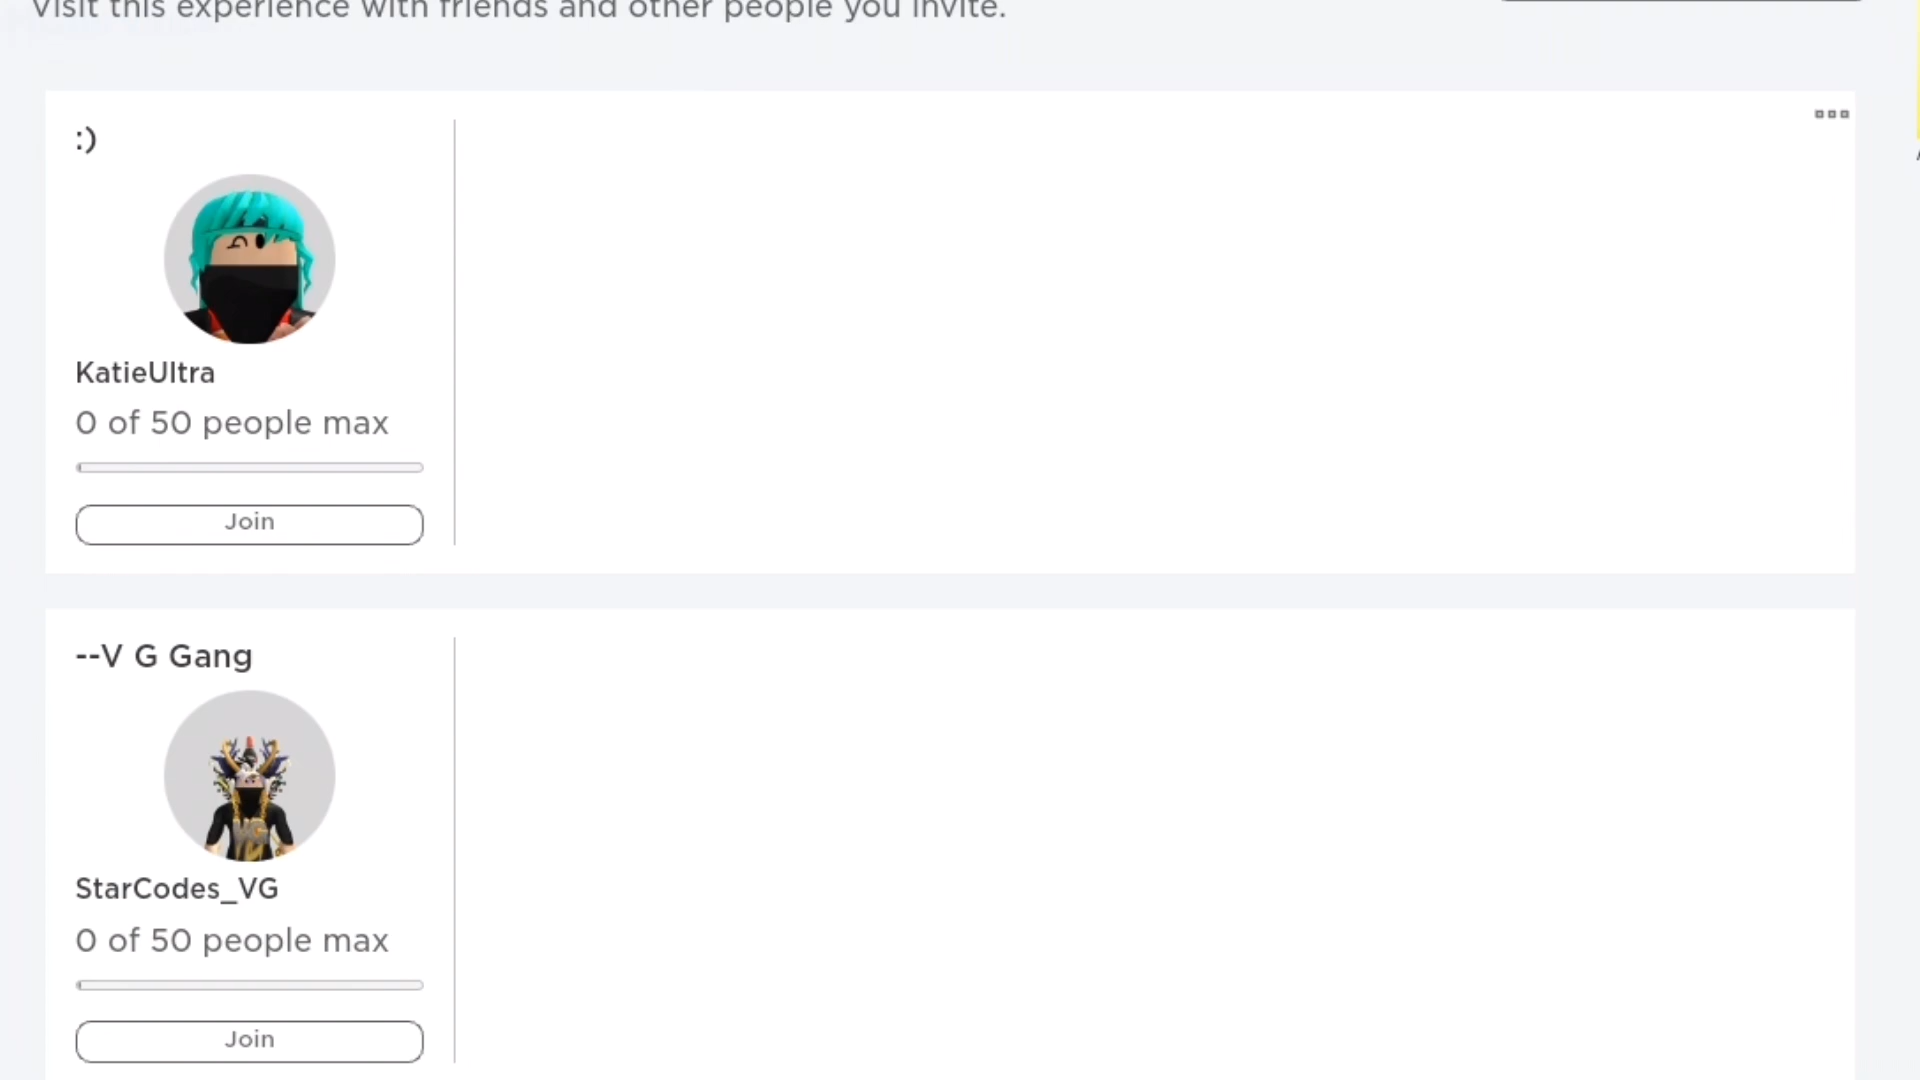 Visit this experience with friends and other people you invite.
:)
KatieUltra
0 of 50 people max
Join
--V G Gang
StarCodes_VG
0 of 50 people max
Join